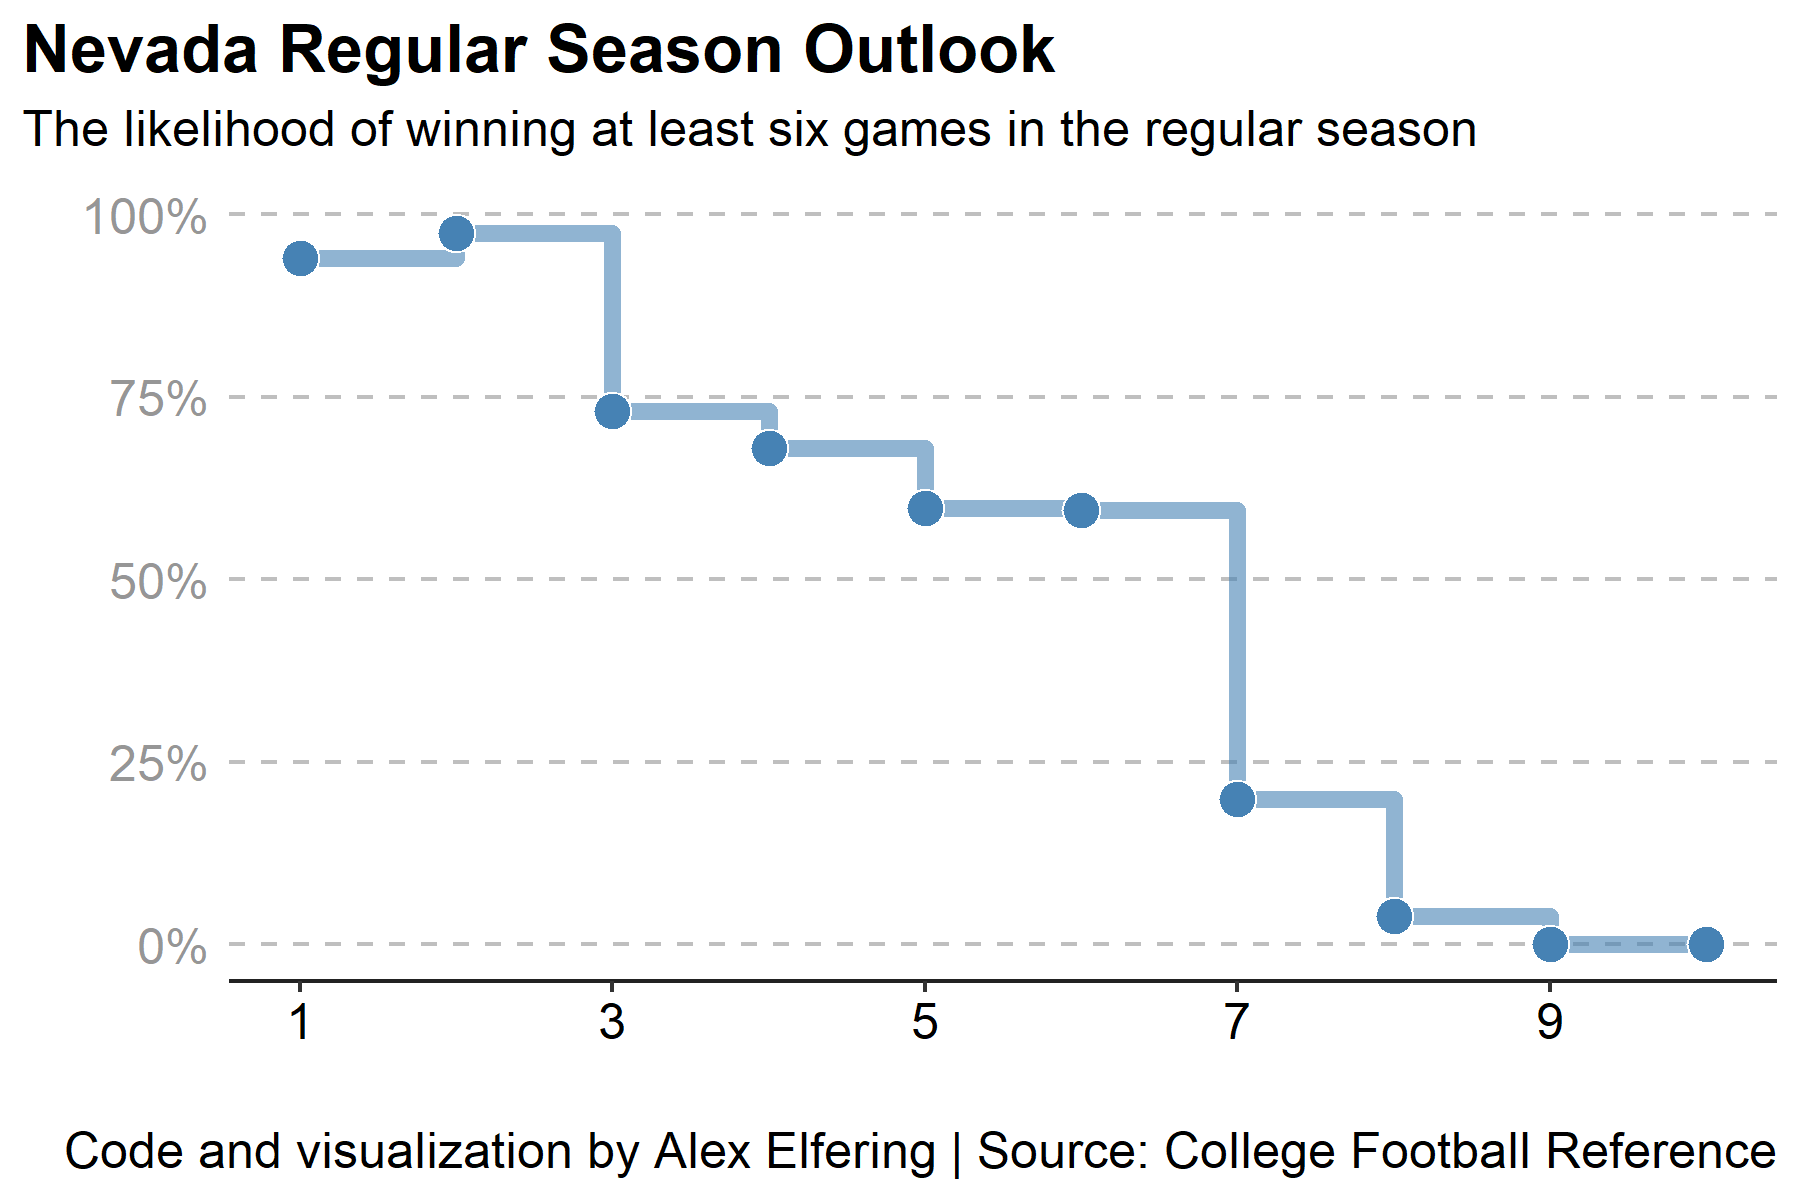 Nevada Regular Season Outlook
The likelihood of winning at least six games in the regular season
100%
75%
50%
25%
0%
1 3 5 7 9
Code and visualization by Alex Elfering | Source: College Football Reference